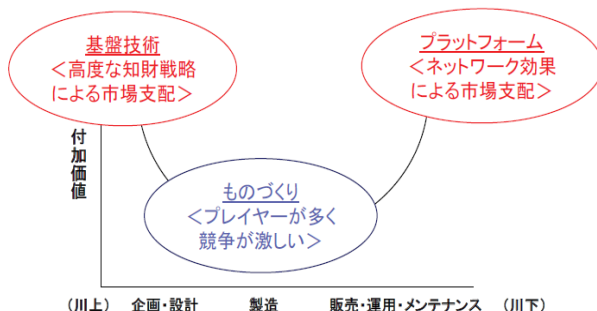 基盤技術
＜高度な知財戦略
による市場支配＞
プラットフォーム
＜ネットワーク効果
による市場支配＞
付加価値
ものづくり
＜プレイヤーが多く
競争が激しい＞
（川上） 企画・設計 製造 販売・運用・メンテナンス （川下）